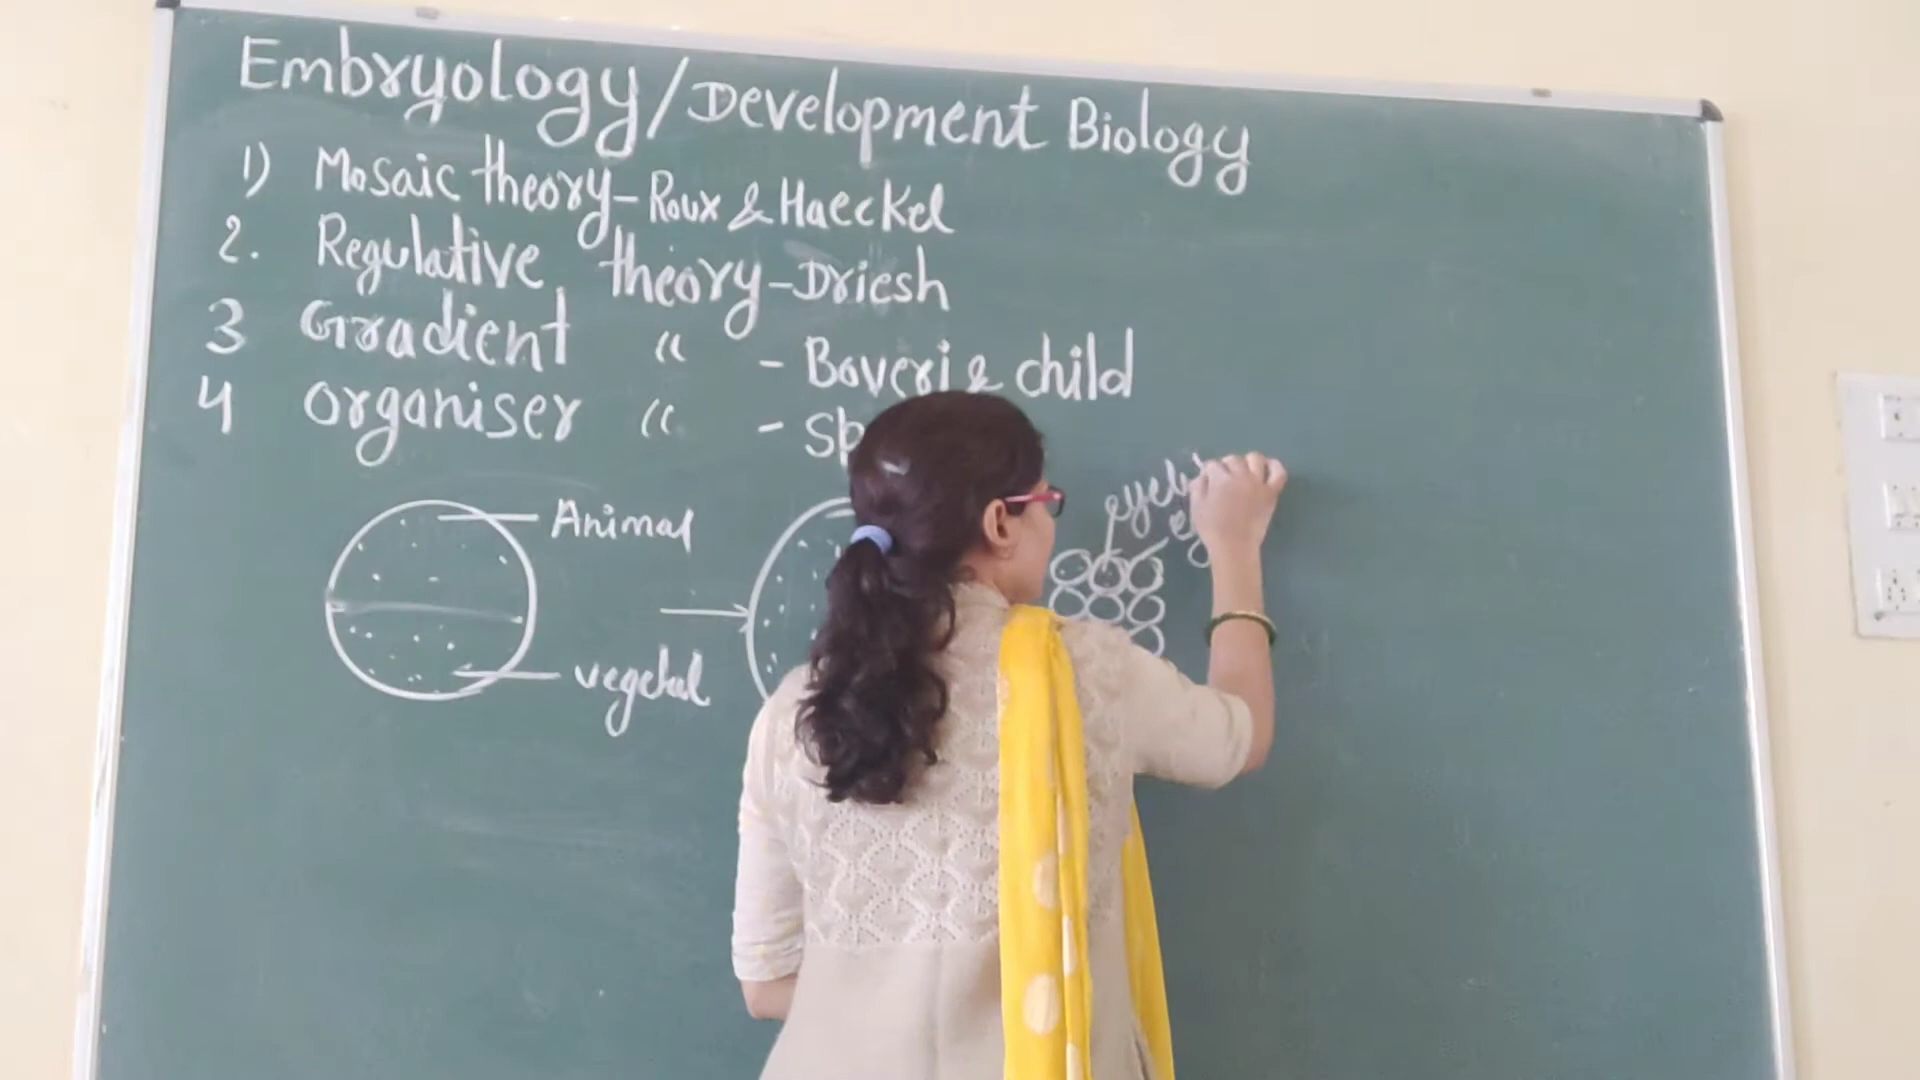 Embryology/Development Biology
1) Mosaic theory-Roux & Haeckel
2. Regulative theory-Driesh
3 Gradient " - Boveri & child
4 Organiser " - Sp
Animal
vegetal